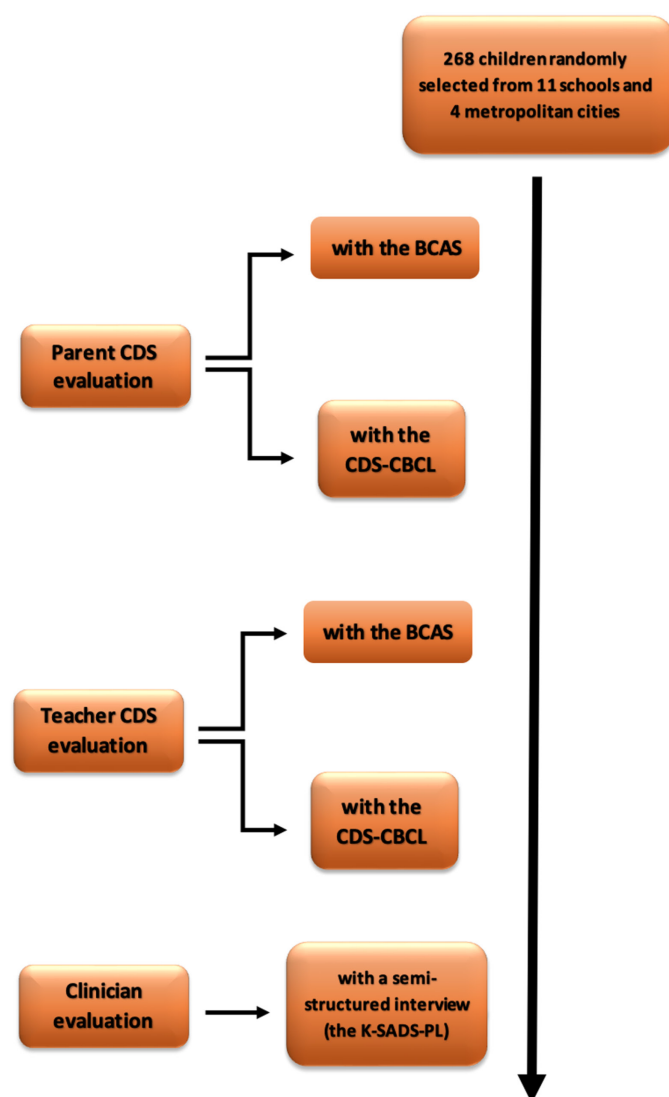 268 children randomly
selected from 11 schools and
4 metropolitan cities
with the BCAS
Parent CDS
evaluation
with the
CDS-CBCL
with the BCAS
Teacher CDS
evaluation
with the
CDS-CBCL
Clinician
evaluation
with a semi-
structured interview
(the K-SADS-PL)